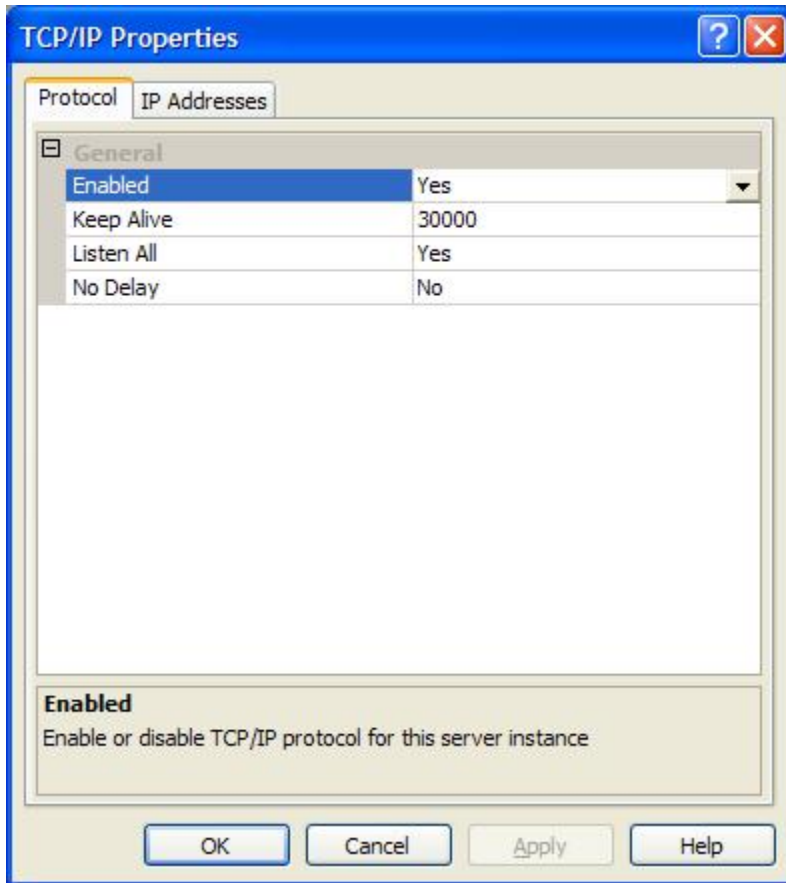 TCP/IP Properties
Protocol IP Addresses
General
Enabled Yes
Keep Alive 30000
Listen All Yes
No Delay No
Enabled
Enable or disable TCP/IP protocol for this server instance
OK Cancel Apply Help